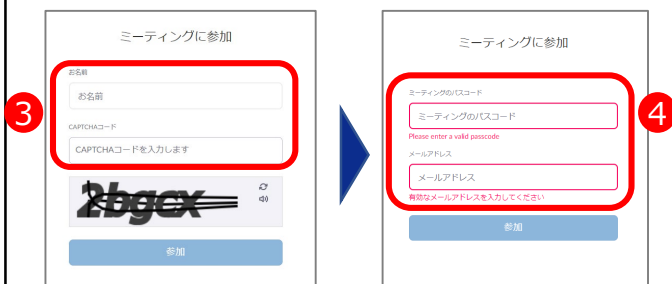 ミーティングに参加
お名前
お名前
CAPTCHAコード
CAPTCHAコードを入力します
2bgcx
参加
3
ミーティングに参加
ミーティングのパスコード
ミーティングのパスコード
Please enter a valid passcode
メールアドレス
メールアドレス
有効なメールアドレスを入力してください
参加
4